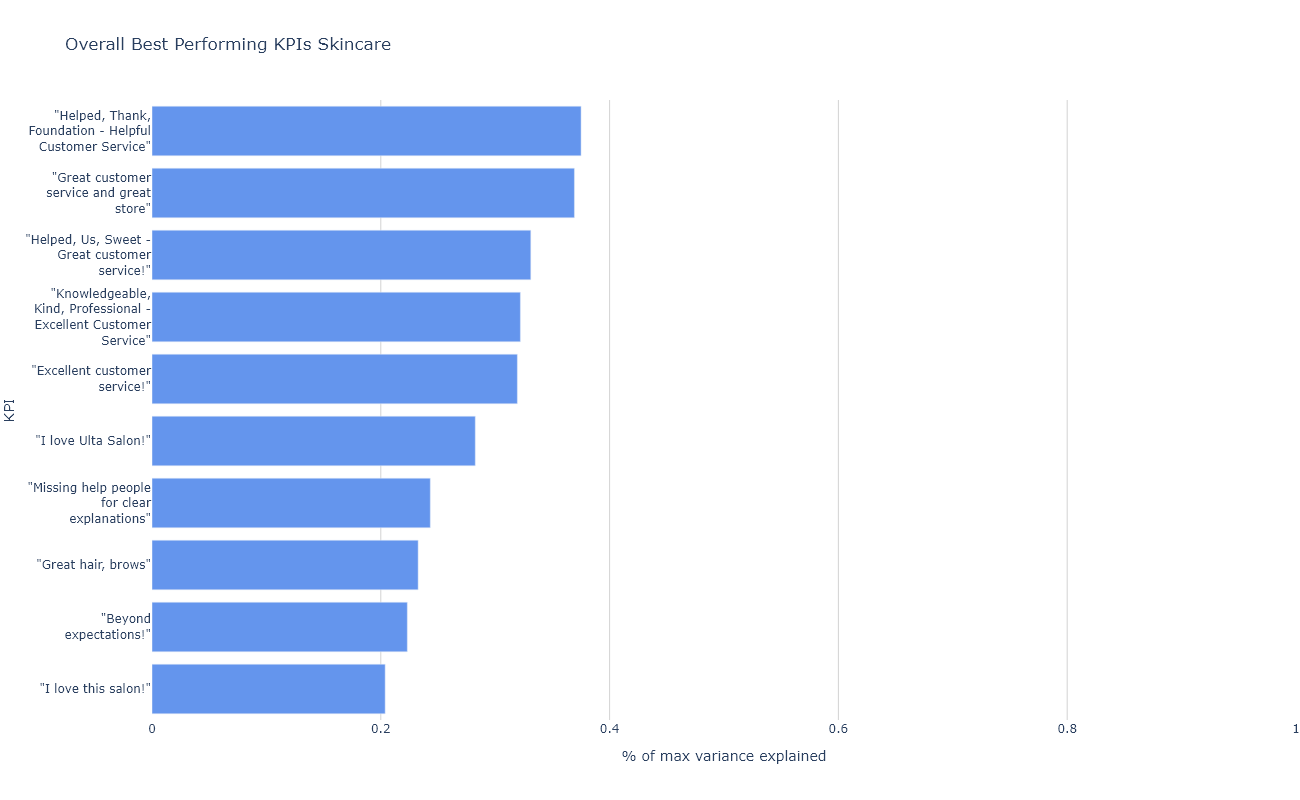 Overall Best Performing KPIs Skincare
"Helped, Thank,
Foundation - Helpful
Customer Service"
"Great customer
service and great
store"
"Helped, Us, Sweet -
Great customer
service!"
"Knowledgeable,
Kind, Professional -
Excellent Customer
Service"
"Excellent customer
service!"
KPI
"I love Ulta Salon!"
"Missing help people
for clear
explanations"
"Great hair, brows"
"Beyond
expectations!"
"I love this salon!"
0 0.2 0.4 0.6 0.8 1
% of max variance explained